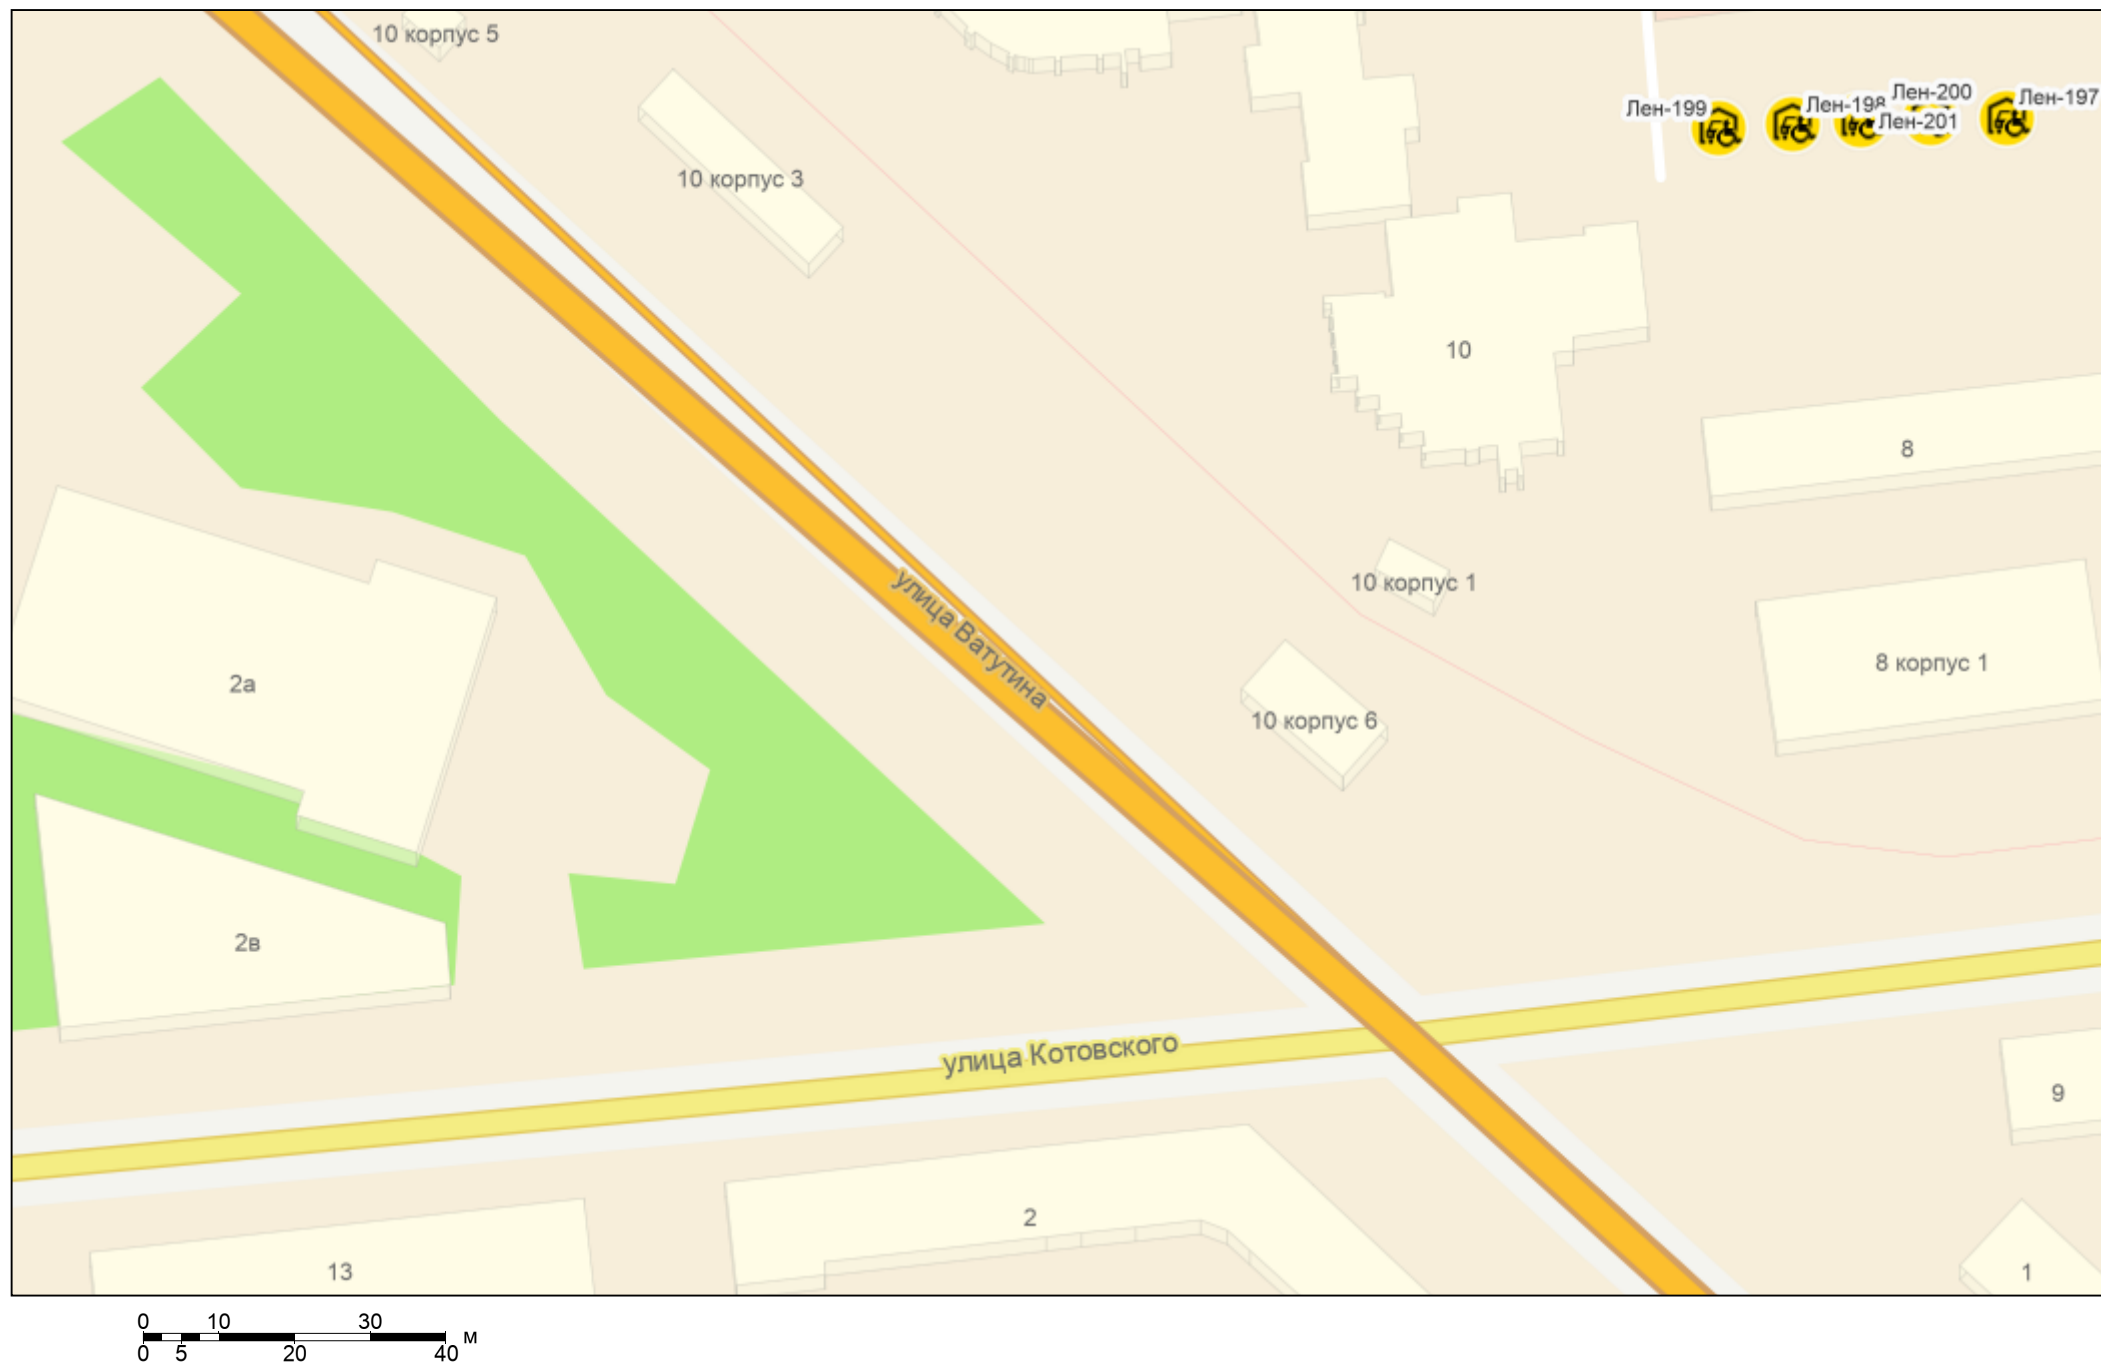 10 корпус 5
Лен-200
Лен-197
Лен-199
Лен-198
Лен-201
10 корпус 3
10
8
улица Ватутина
10 корпус 1
8 корпус 1
2а
10 корпус 6
2в
улица Котовского
9
2
13
1
0 10 30
м
0 5 20 40